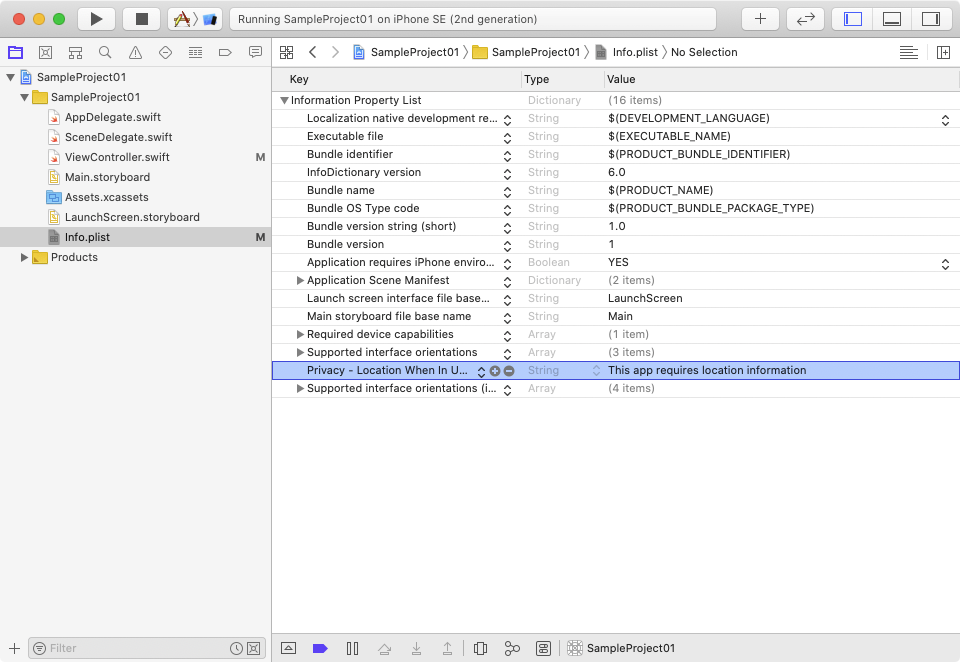 Running SampleProject01 on iPhone SE (2nd generation)
SampleProject01
SampleProject01
AppDelegate.swift
SceneDelegate.swift
ViewController.swift M
Main.storyboard
Assets.xcassets
LaunchScreen.storyboard
Info.plist M
Products
Filter
SampleProject01 SampleProject01 Info.plist No Selection
Key Type Value
Information Property List Dictionary (16 items)
Localization native development re... String $(DEVELOPMENT_LANGUAGE)
Executable file String $(EXECUTABLE_NAME)
Bundle identifier String $(PRODUCT_BUNDLE_IDENTIFIER)
InfoDictionary version String 6.0
Bundle name String $(PRODUCT_NAME)
Bundle OS Type code String $(PRODUCT_BUNDLE_PACKAGE_TYPE)
Bundle version string (short) String 1.0
Bundle version String 1
Application requires iPhone enviro... Boolean YES
Application Scene Manifest Dictionary (2 items)
Launch screen interface file base... String LaunchScreen
Main storyboard file base name String Main
Required device capabilities Array (1 item)
Supported interface orientations Array (3 items)
Privacy - Location When In U... String This app requires location information
Supported interface orientations (i... Array (4 items)
SampleProject01